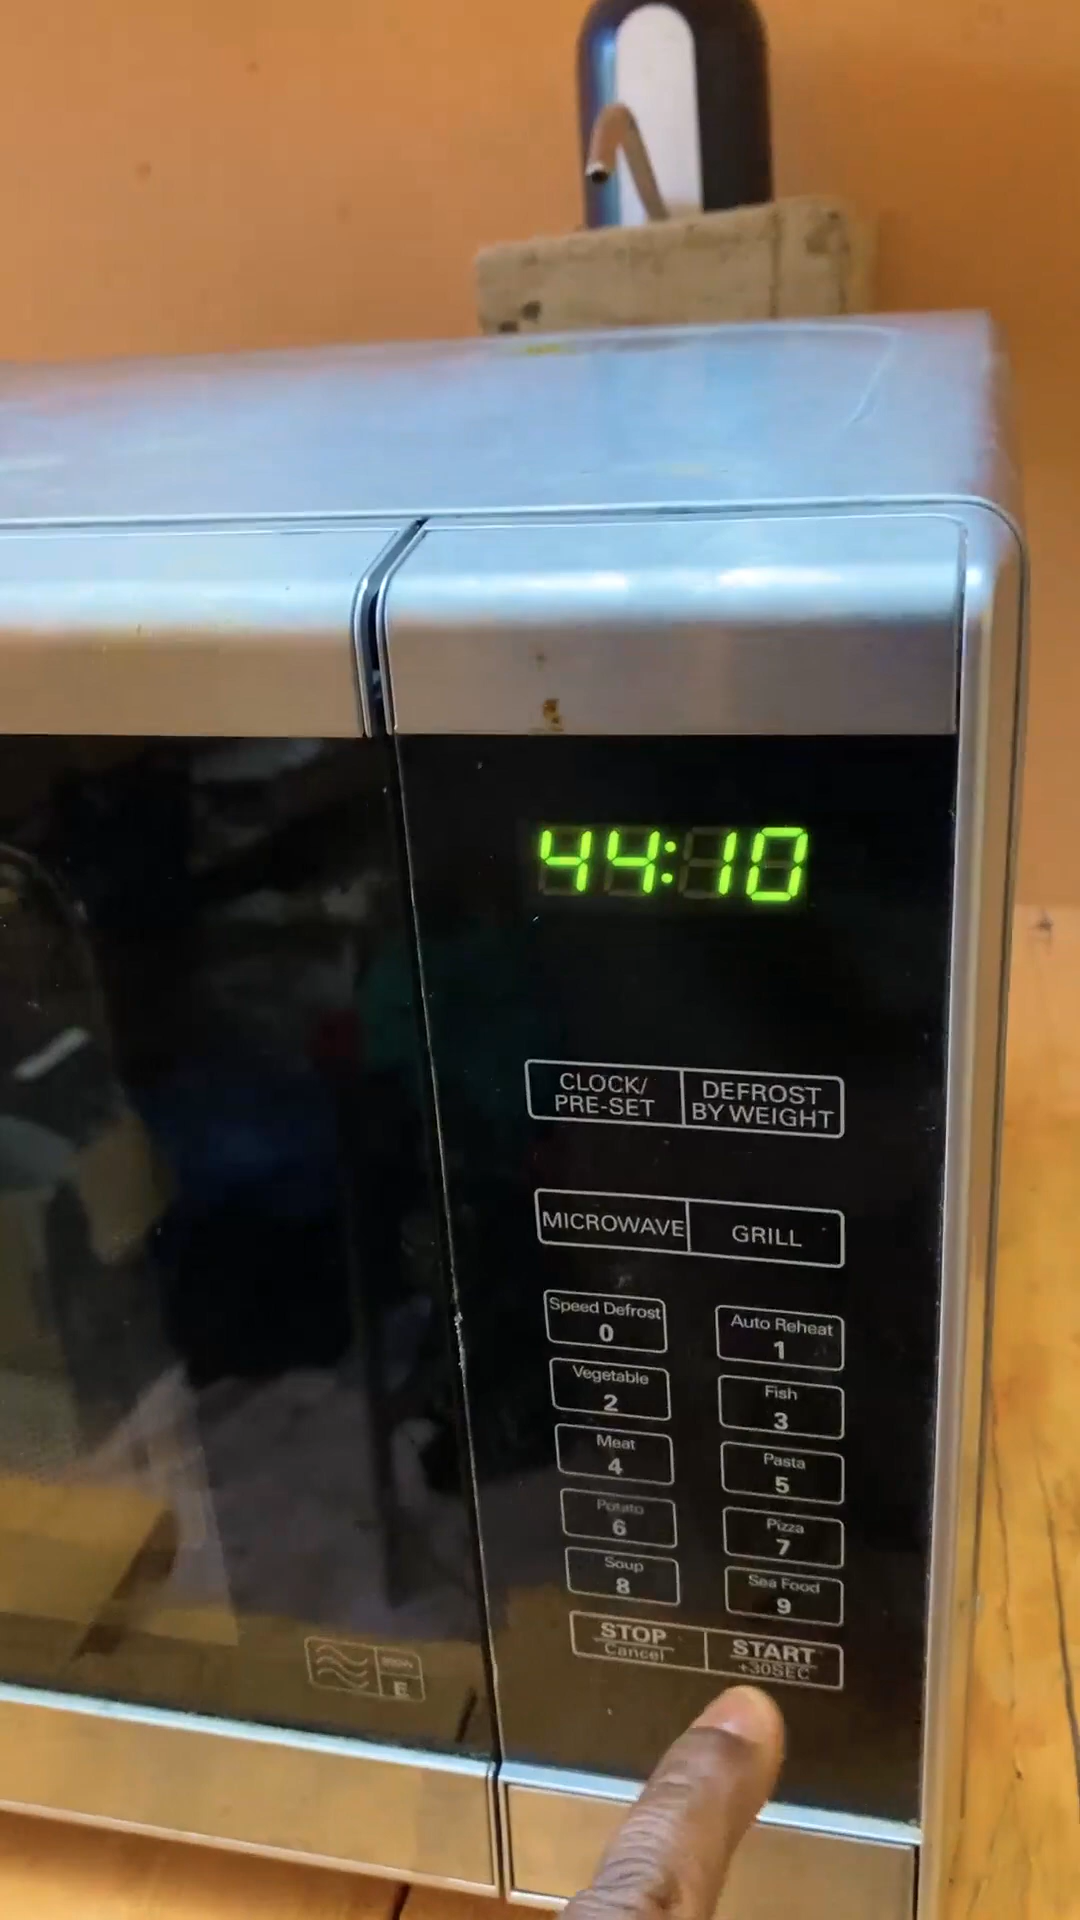 44:10
CLOCK/
PRE-SET
DEFROST
BY WEIGHT
MICROWAVE
GRILL
Speed Defrost
0
Auto Reheat
1
Vegetable
2
Fish
3
Meat
4
Pasta
5
Potato
6
Pizza
7
Soup
8
Sea Food
9
STOP
Cancel
START
+30SEC
E